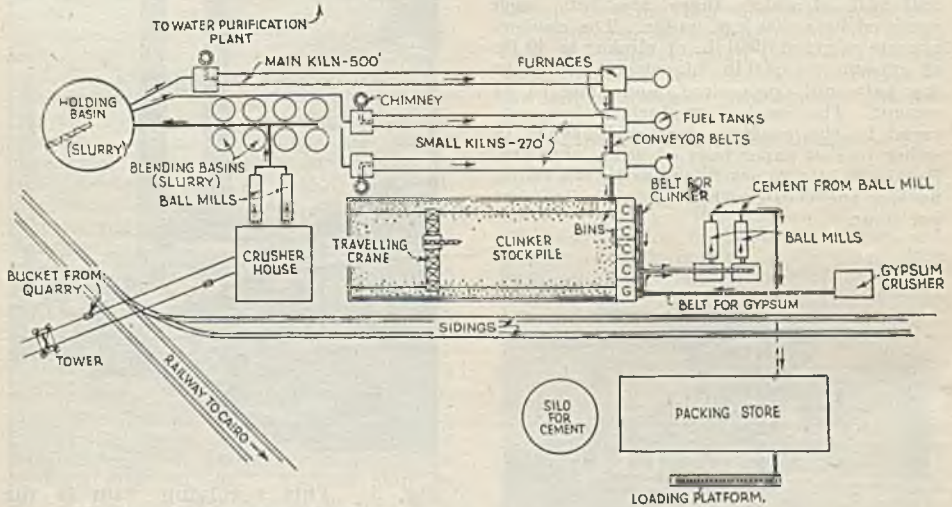 TO WATER PURIFICATION
PLANT
MAIN KILN-500'
FURNACES
HOLDING
BASIN
(SLURRY)
CHIMNEY
FUEL TANKS
SMALL KILNS-270'
CONVEYOR BELTS
BLENDING BASINS
(SLURRY)
BALL MILLS
BELT FOR
CLINKER
CEMENT FROM BALL MILL
BINS
C
C
C
C
G
TRAVELLING
CRANE
CLINKER
STOCKPILE
BALL MILLS
CRUSHER
HOUSE
BUCKET FROM
QUARRY
GYPSUM
CRUSHER
BELT FOR GYPSUM
SIDINGS
TOWER
RAILWAY TO CAIRO
SILO
FOR
CEMENT
PACKING STORE
LOADING PLATFORM.